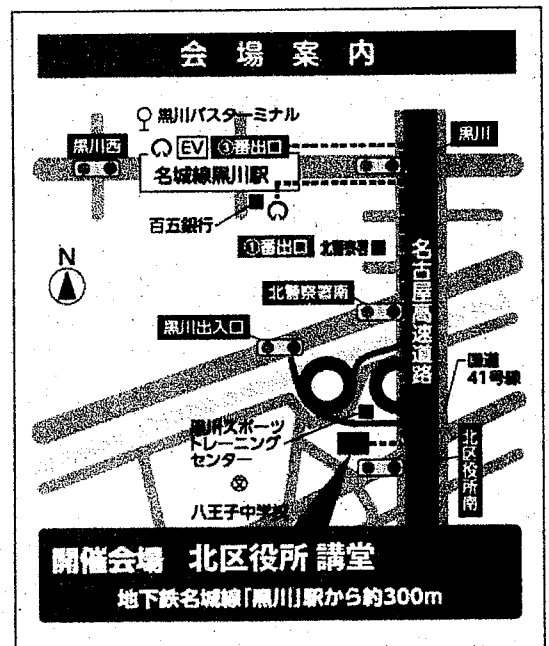 会場案内
黒川バスターミナル
黒川西
EV
③番出口
黒川
名城線黒川駅
百五銀行
①番出口
北警察署
N
名古屋高速道路
北警察署南
黒川出入口
国道
41号線
黒川スポーツ
トレーニング
センター
北区役所南
文
八王子中学校
開催会場 北区役所 講堂
地下鉄名城線「黒川」駅から約300m